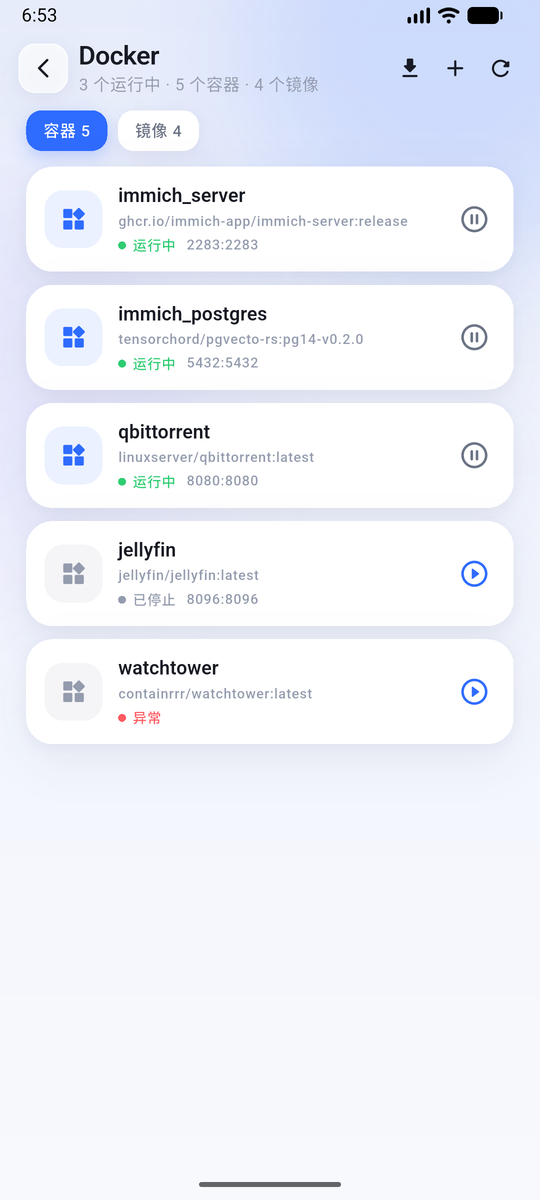 6:53
Docker
3 个运行中 · 5 个容器 · 4 个镜像
容器 5
镜像 4
immich_server
ghcr.io/immich-app/immich-server:release
运行中 2283:2283
immich_postgres
tensorchord/pgvecto-rs:pg14-v0.2.0
运行中 5432:5432
qbittorrent
linuxserver/qbittorrent:latest
运行中 8080:8080
jellyfin
jellyfin/jellyfin:latest
已停止 8096:8096
watchtower
containrrr/watchtower:latest
异常